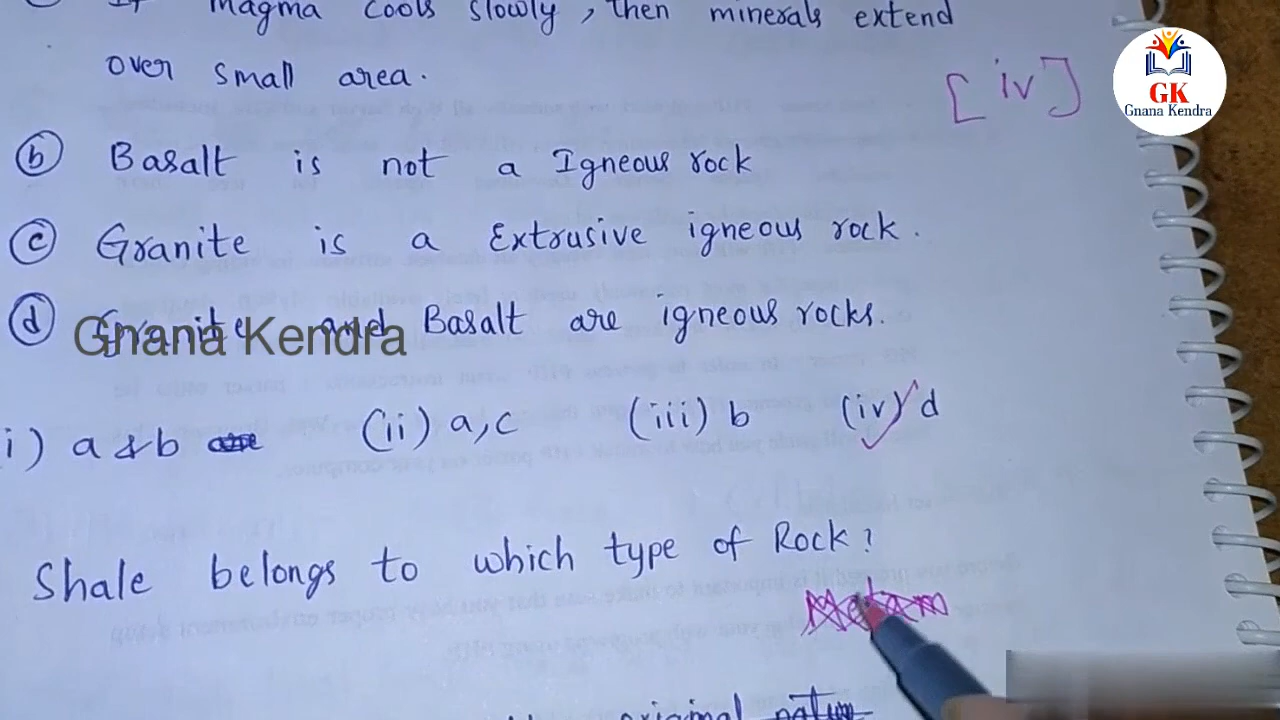 If magma cools slowly, then minerals extend
over small area.
[iv]
GK
Gnana Kendra
(b) Basalt is not a Igneous rock
(c) Granite is a Extrusive igneous rock.
(d) Granite and Basalt are igneous rocks.
Gnana Kendra
i) a & b (ii) a, c (iii) b (iv) d
Shale belongs to which type of Rock?
Metam
original